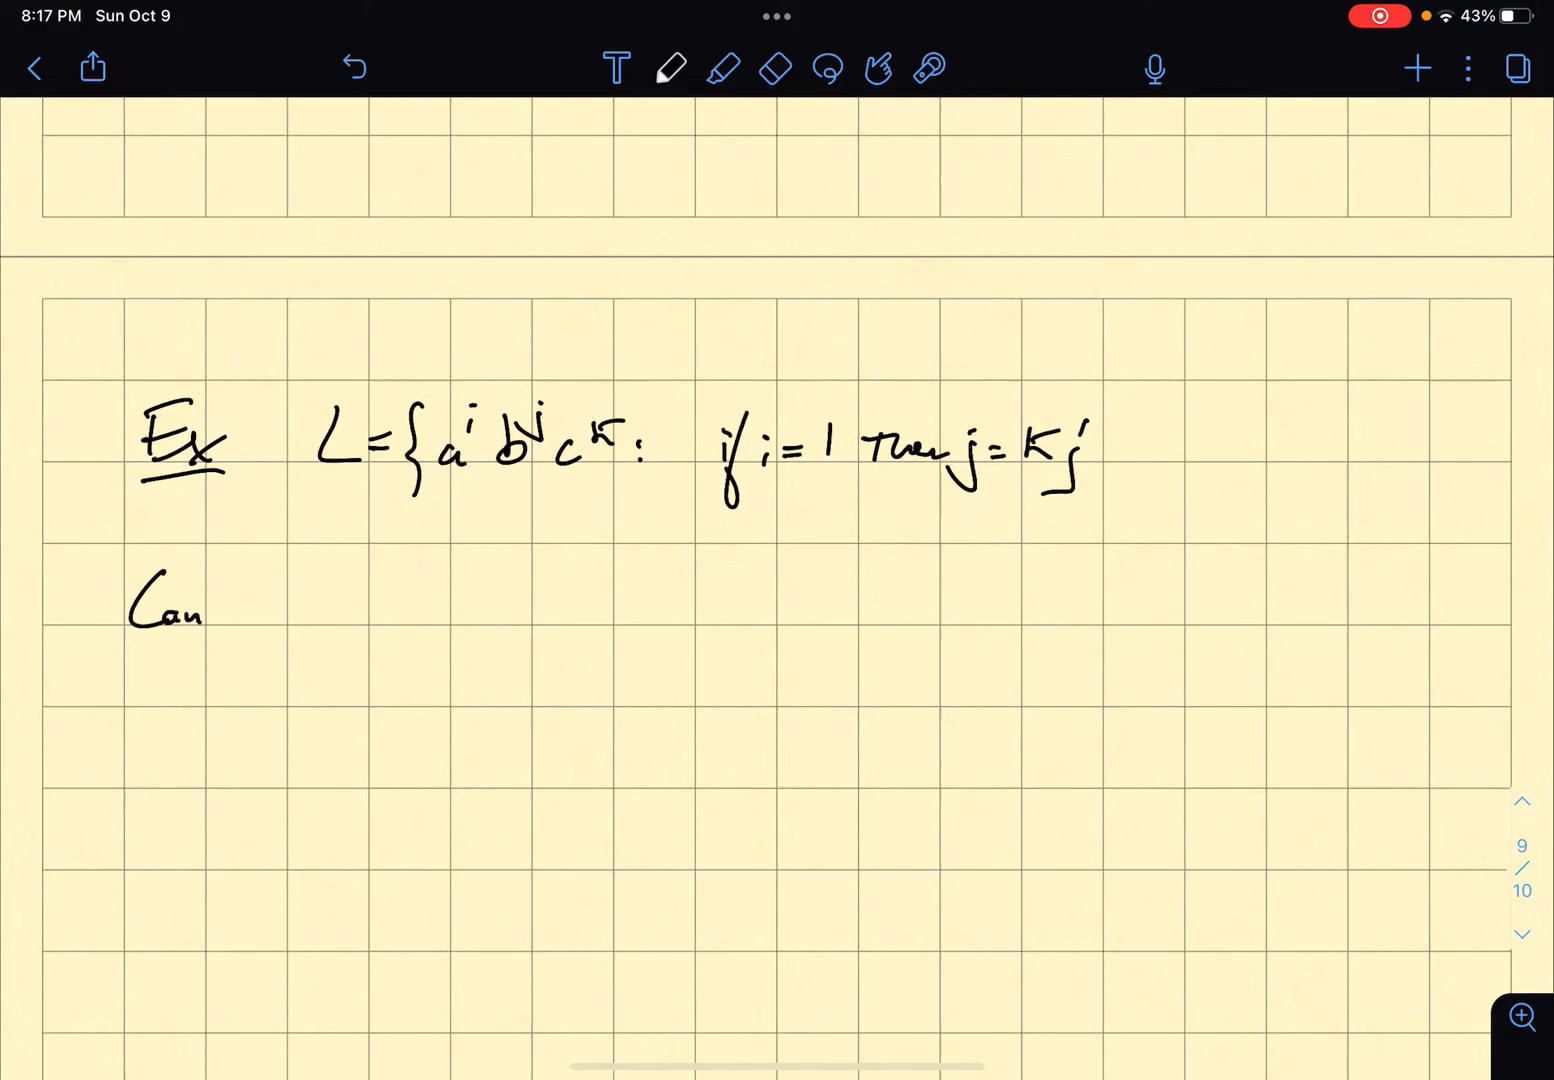 8:17 PM Sun Oct 9
43%
T
Ex L = { a^i b^j c^k : if i = 1 then j = k }
Can
9
/
10